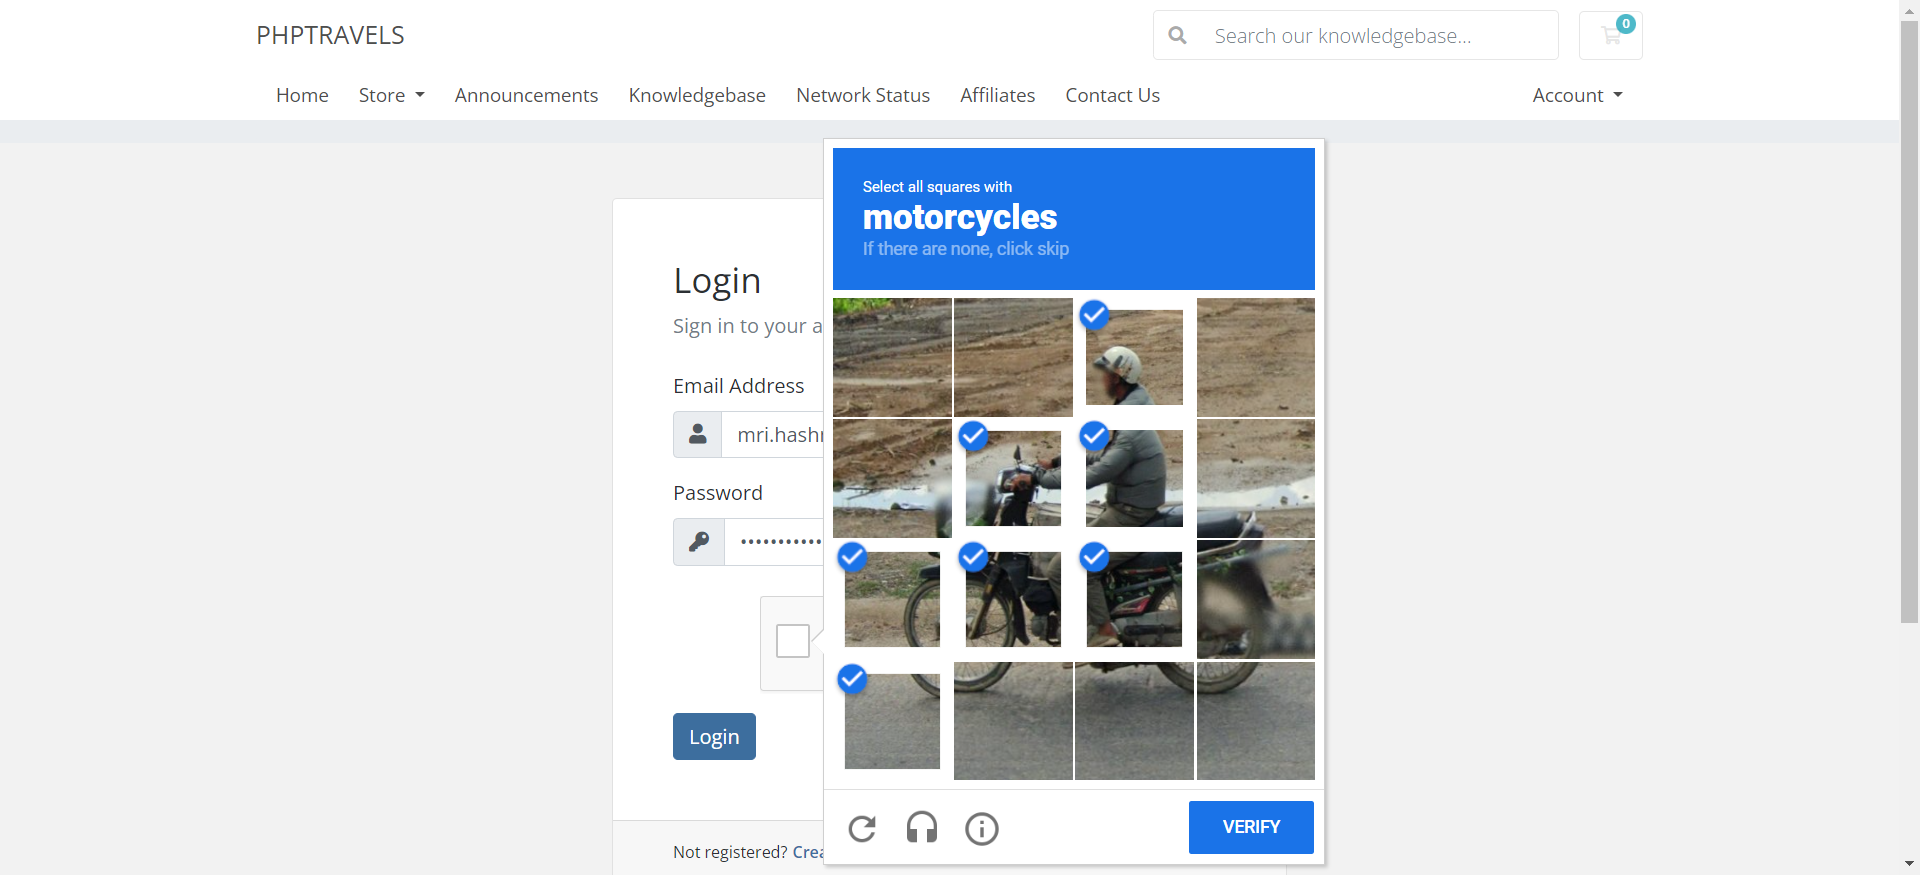 PHPTRAVELS
Search our knowledgebase...
0
Home
Store
Announcements
Knowledgebase
Network Status
Affiliates
Contact Us
Account
Select all squares with
motorcycles
If there are none, click skip
Login
Sign in to your a
Email Address
mri.hash
Password
Login
VERIFY
Not registered? Crea